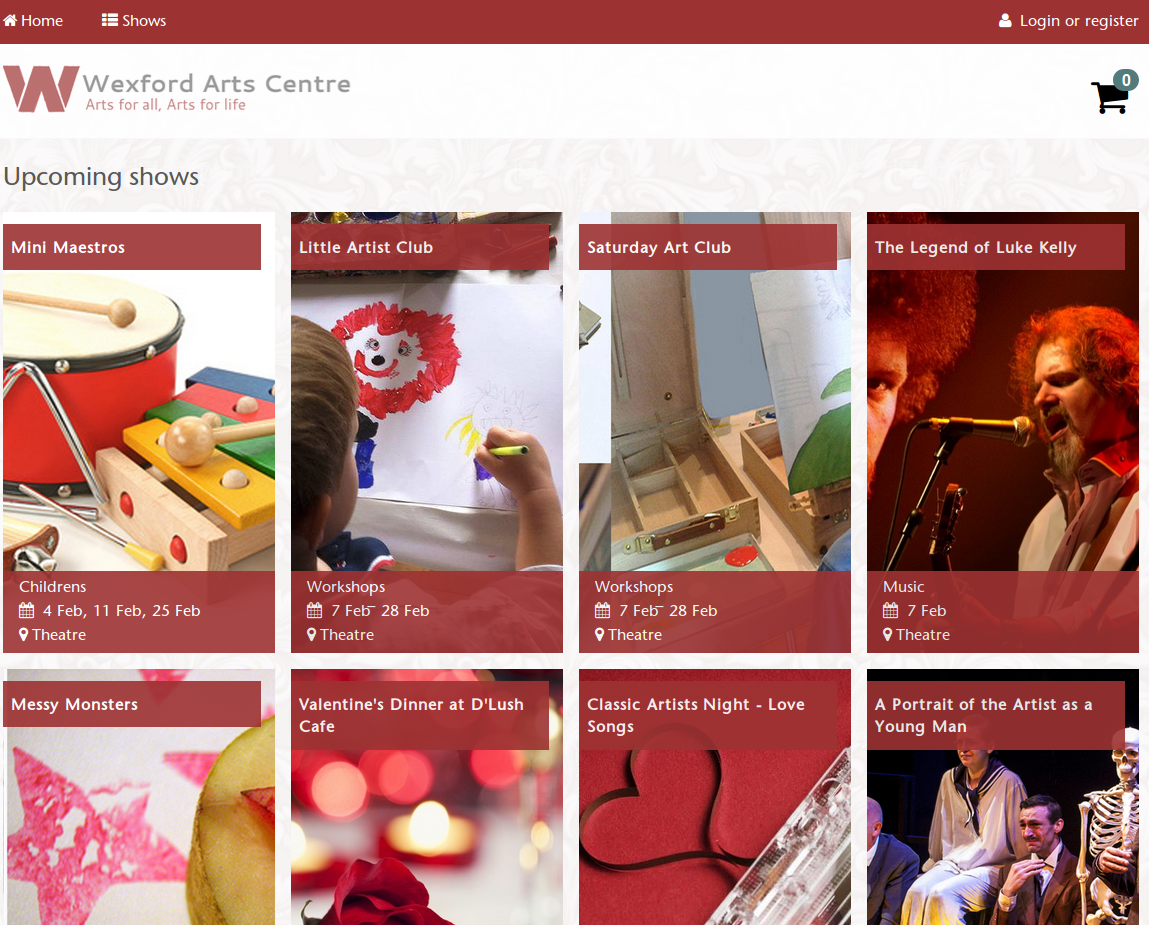 Home
Shows
Login or register
Wexford Arts Centre
Arts for all, Arts for life
0
Upcoming shows
Mini Maestros
Childrens
4 Feb, 11 Feb, 25 Feb
Theatre
Little Artist Club
Workshops
7 Feb – 28 Feb
Theatre
Saturday Art Club
Workshops
7 Feb – 28 Feb
Theatre
The Legend of Luke Kelly
Music
7 Feb
Theatre
Messy Monsters
Valentine's Dinner at D'Lush
Cafe
Classic Artists Night - Love
Songs
A Portrait of the Artist as a
Young Man